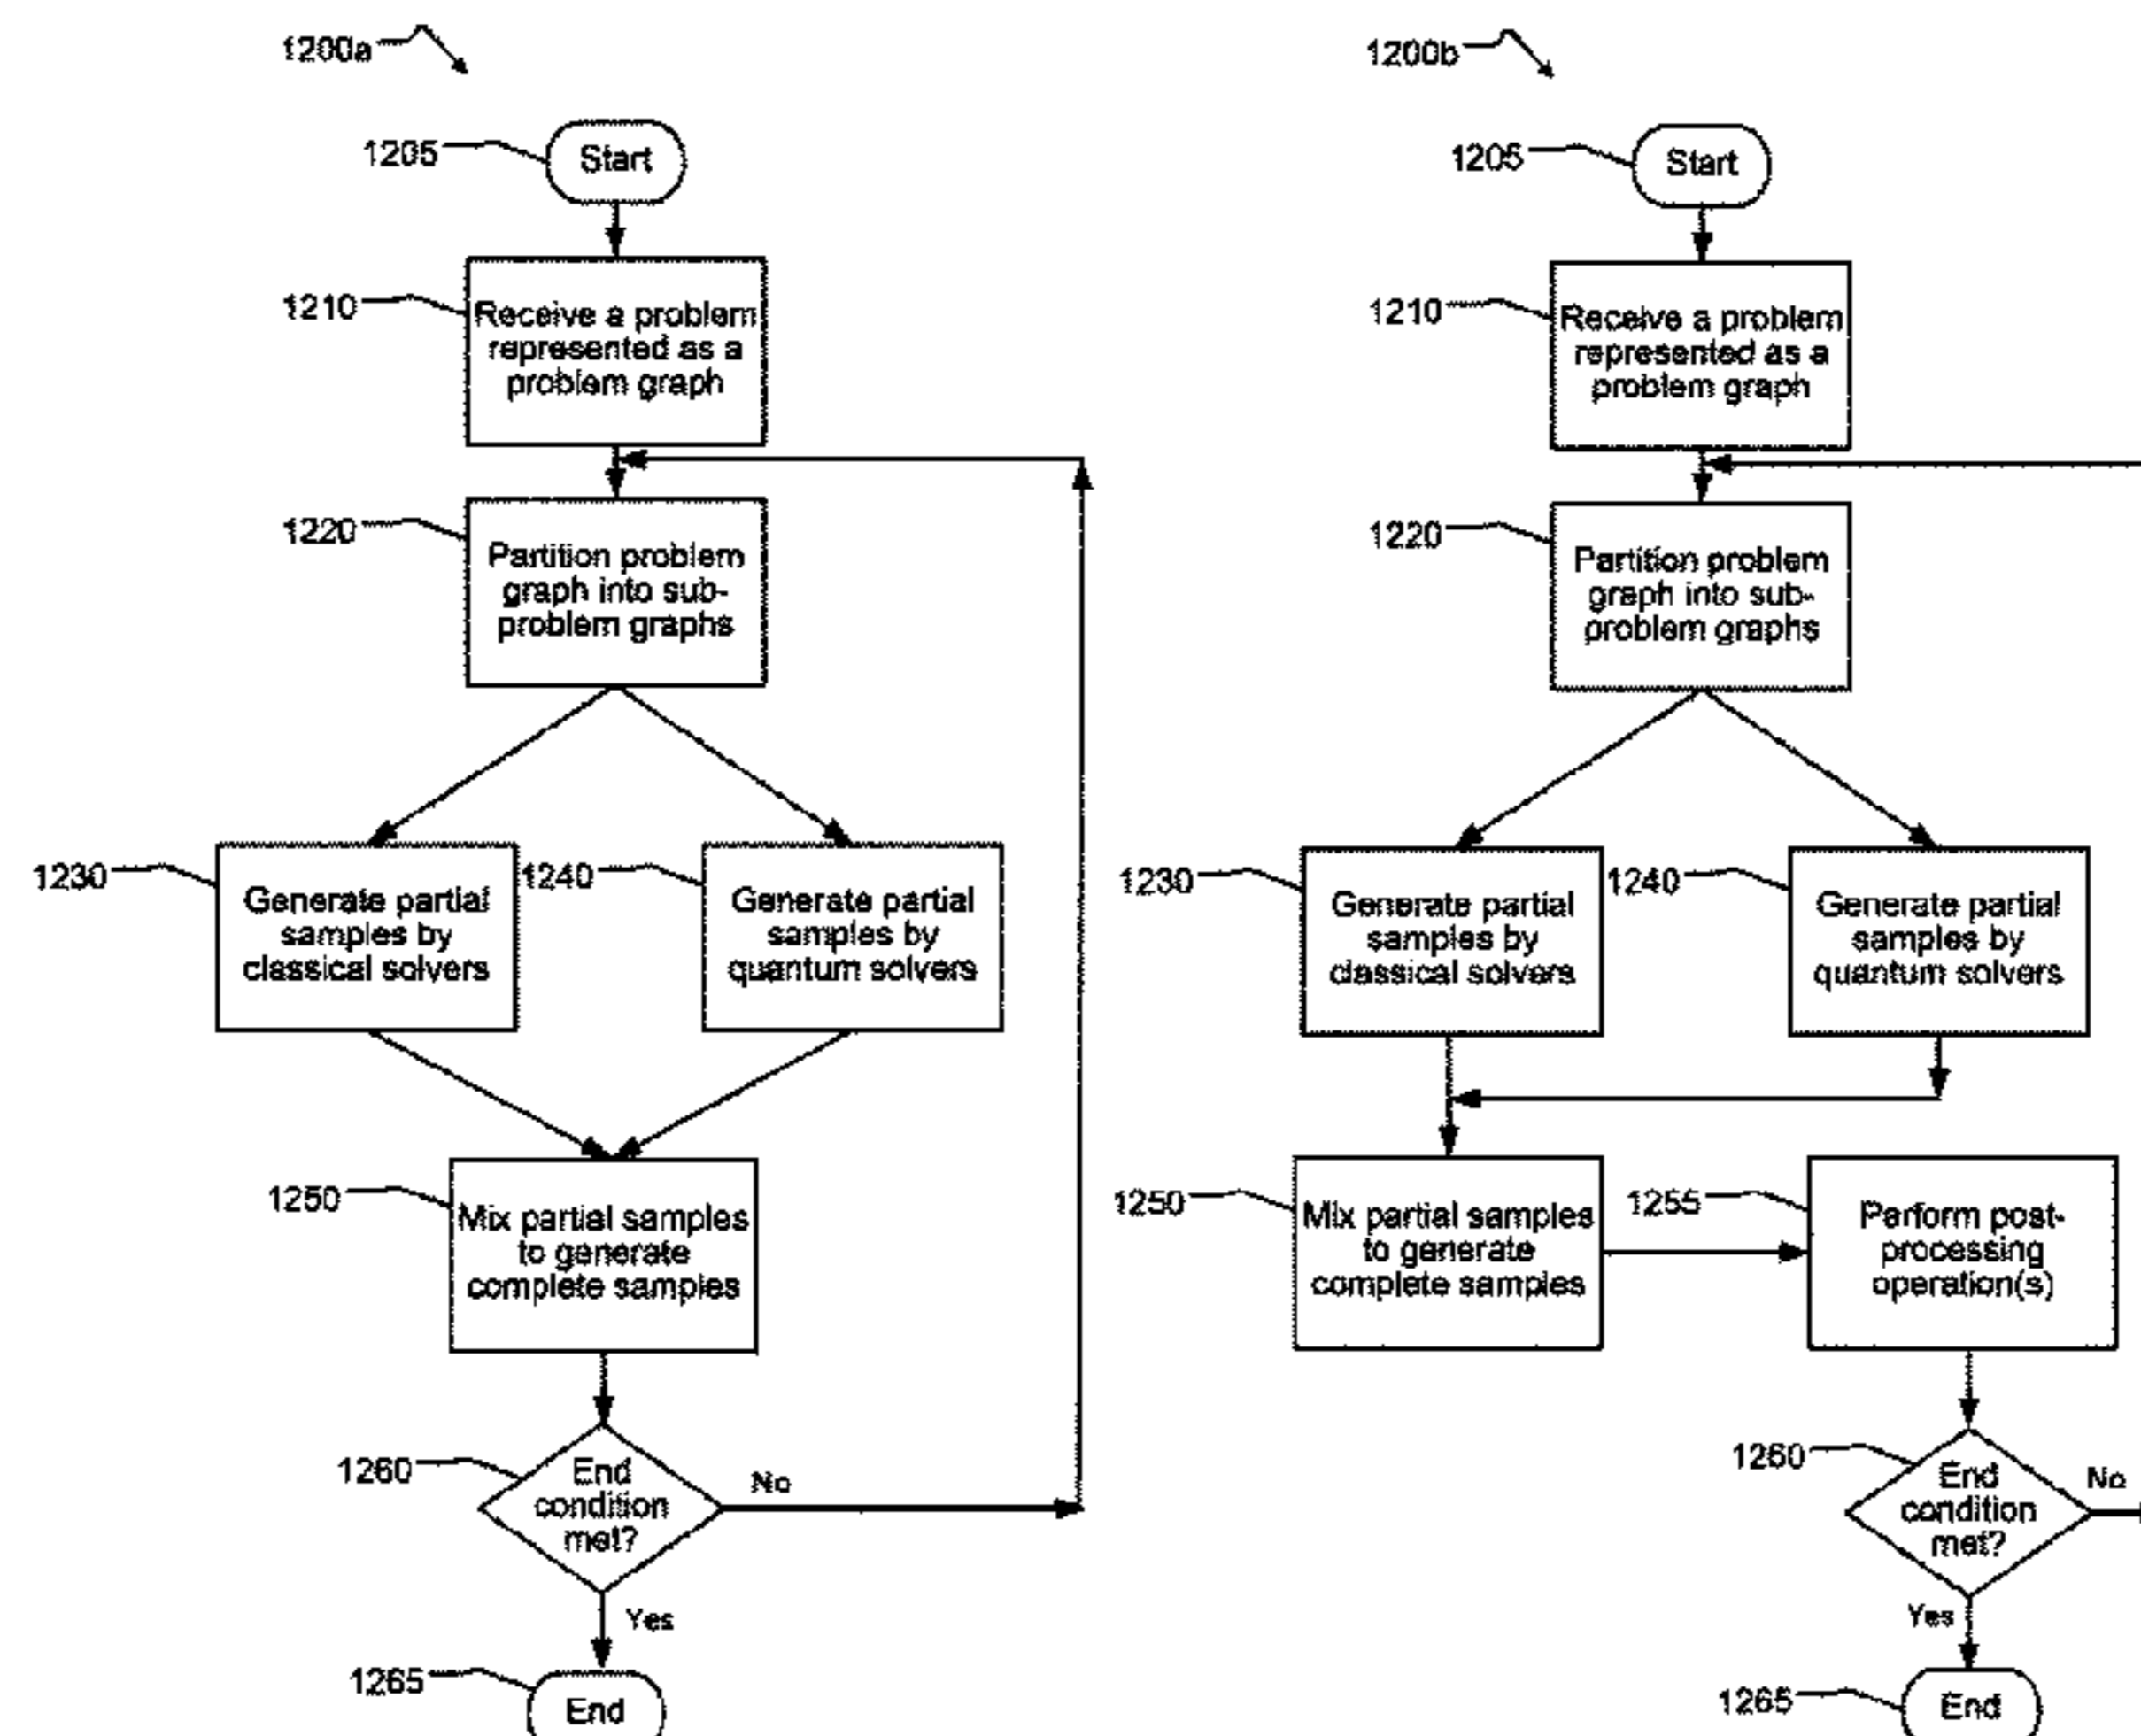 1200a
1205
Start
1210
Receive a problem
represented as a
problem graph
1220
Partition problem
graph into sub-
problem graphs
1230
Generate partial
samples by
classical solvers
1240
Generate partial
samples by
quantum solvers
1250
Mix partial samples
to generate
complete samples
1260
End
condition
met?
No
Yes
1265
End
1200b
1205
Start
1210
Receive a problem
represented as a
problem graph
1220
Partition problem
graph into sub-
problem graphs
1230
Generate partial
samples by
classical solvers
1240
Generate partial
samples by
quantum solvers
1250
Mix partial samples
to generate
complete samples
1255
Perform post-
processing
operation(s)
1260
End
condition
met?
No
Yes
1265
End